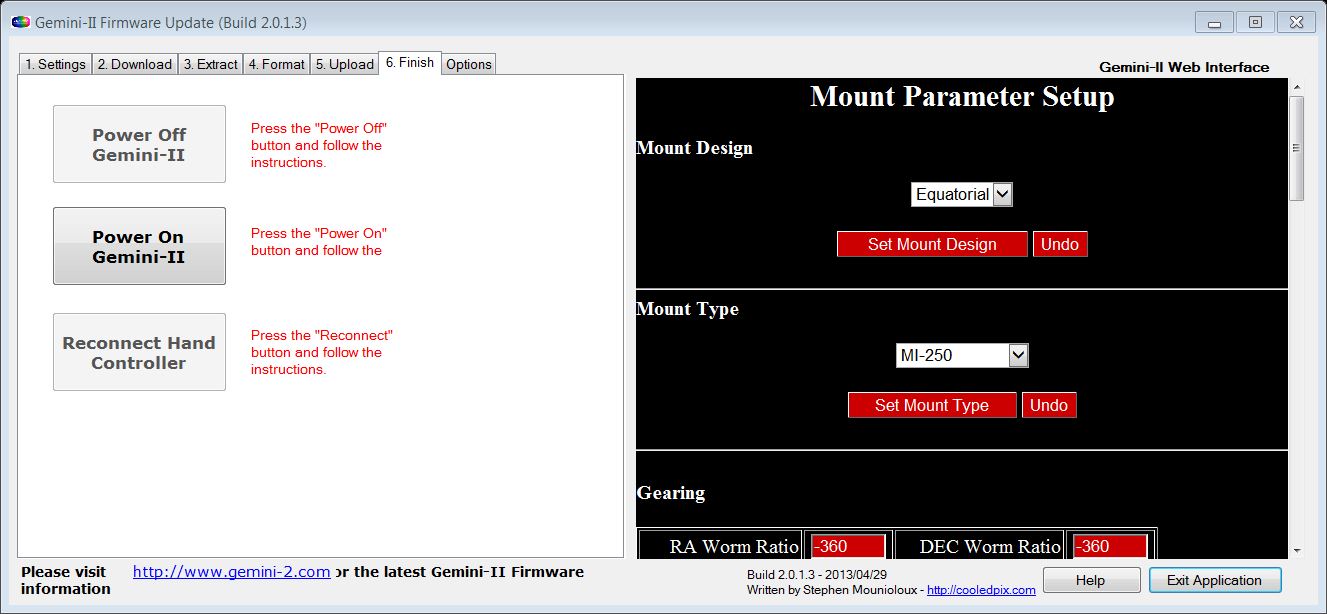 Gemini-II Firmware Update (Build 2.0.1.3)
1. Settings 2. Download 3. Extract 4. Format 5. Upload 6. Finish Options
Gemini-II Web Interface
Power Off
Gemini-II
Press the "Power Off"
button and follow the
instructions.
Power On
Gemini-II
Press the "Power On"
button and follow the
Reconnect Hand
Controller
Press the "Reconnect"
button and follow the
instructions.
Mount Parameter Setup
Mount Design
Equatorial
Set Mount Design Undo
Mount Type
MI-250
Set Mount Type Undo
Gearing
RA Worm Ratio -360 DEC Worm Ratio -360
Please visit http://www.gemini-2.com or the latest Gemini-II Firmware
information
Build 2.0.1.3 - 2013/04/29
Written by Stephen Mounioloux - http://cooledpix.com
Help Exit Application